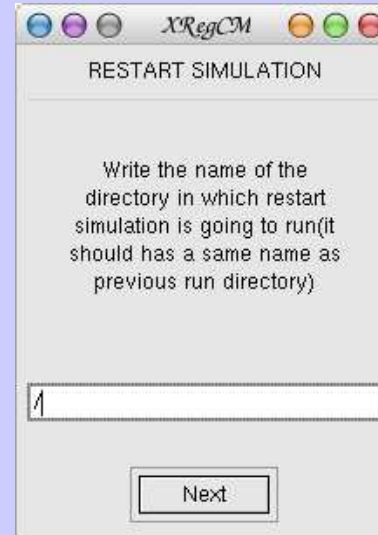 XRegCM
RESTART SIMULATION
Write the name of the
directory in which restart
simulation is going to run(it
should has a same name as
previous run directory)
/
Next